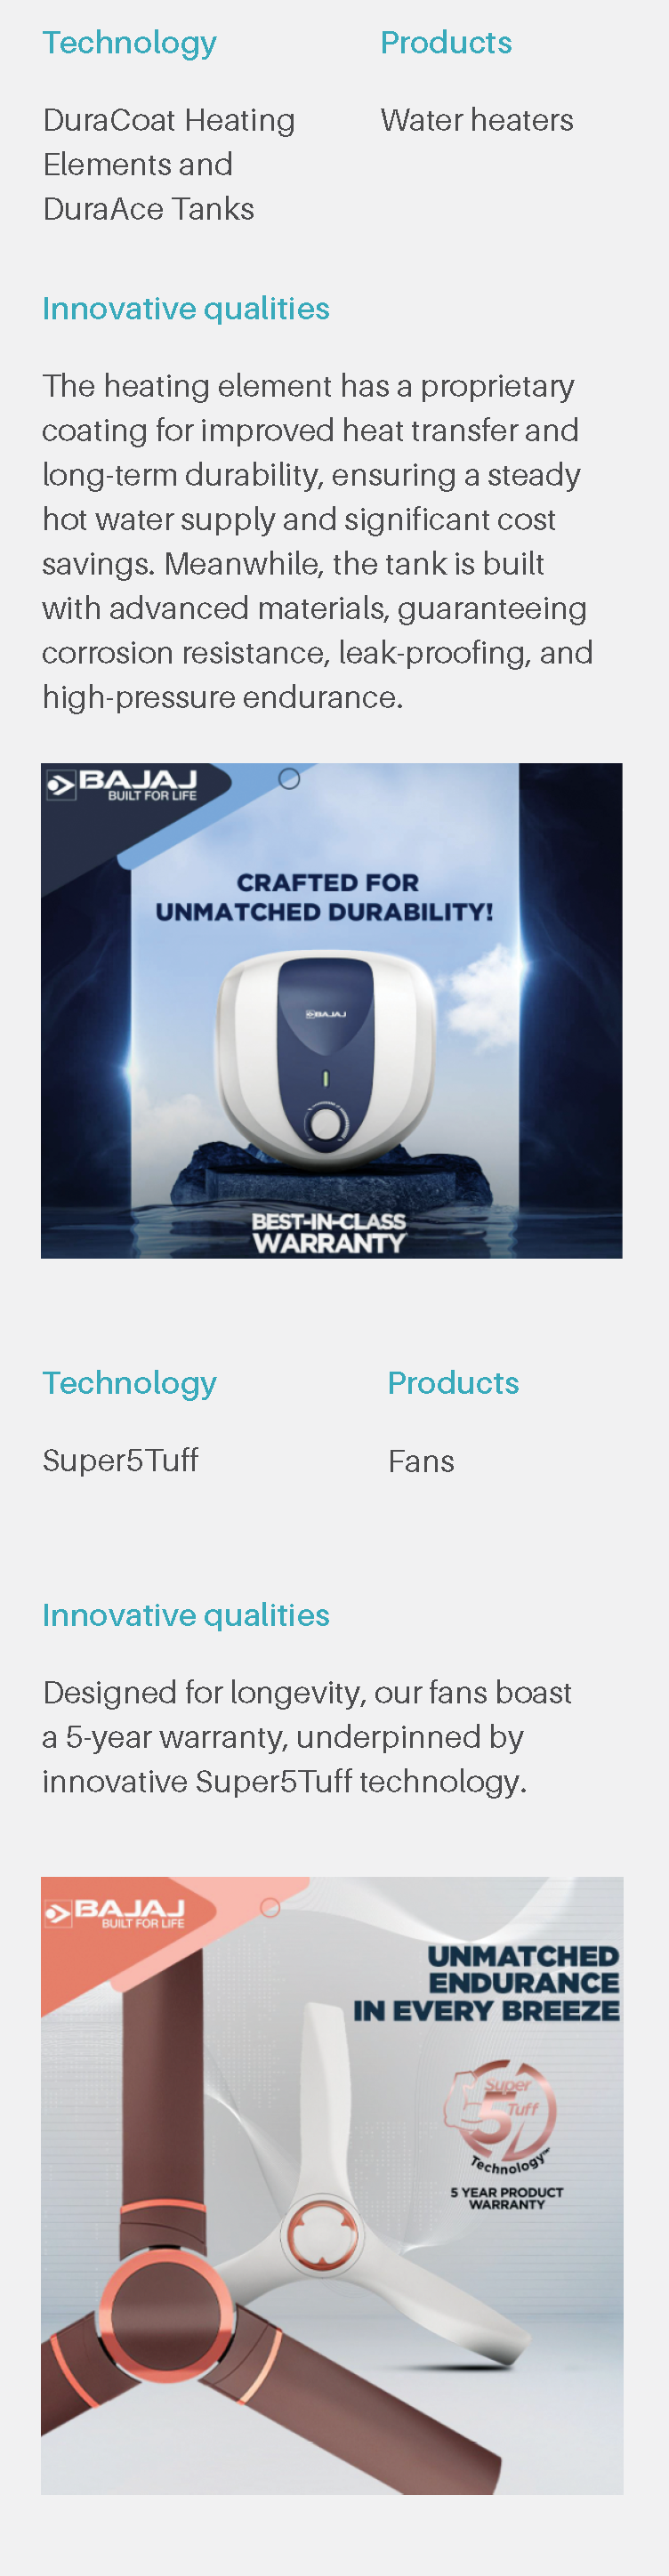 Technology
Products
DuraCoat Heating
Elements and
DuraAce Tanks
Water heaters
Innovative qualities
The heating element has a proprietary
coating for improved heat transfer and
long-term durability, ensuring a steady
hot water supply and significant cost
savings. Meanwhile, the tank is built
with advanced materials, guaranteeing
corrosion resistance, leak-proofing, and
high-pressure endurance.
BAJAJ
BUILT FOR LIFE
CRAFTED FOR
UNMATCHED DURABILITY!
BAJAJ
BEST-IN-CLASS
WARRANTY
Technology
Products
Super5Tuff
Fans
Innovative qualities
Designed for longevity, our fans boast
a 5-year warranty, underpinned by
innovative Super5Tuff technology.
BAJAJ
BUILT FOR LIFE
UNMATCHED
ENDURANCE
IN EVERY BREEZE
Super
5 Tuff
Technology™
5 YEAR PRODUCT
WARRANTY